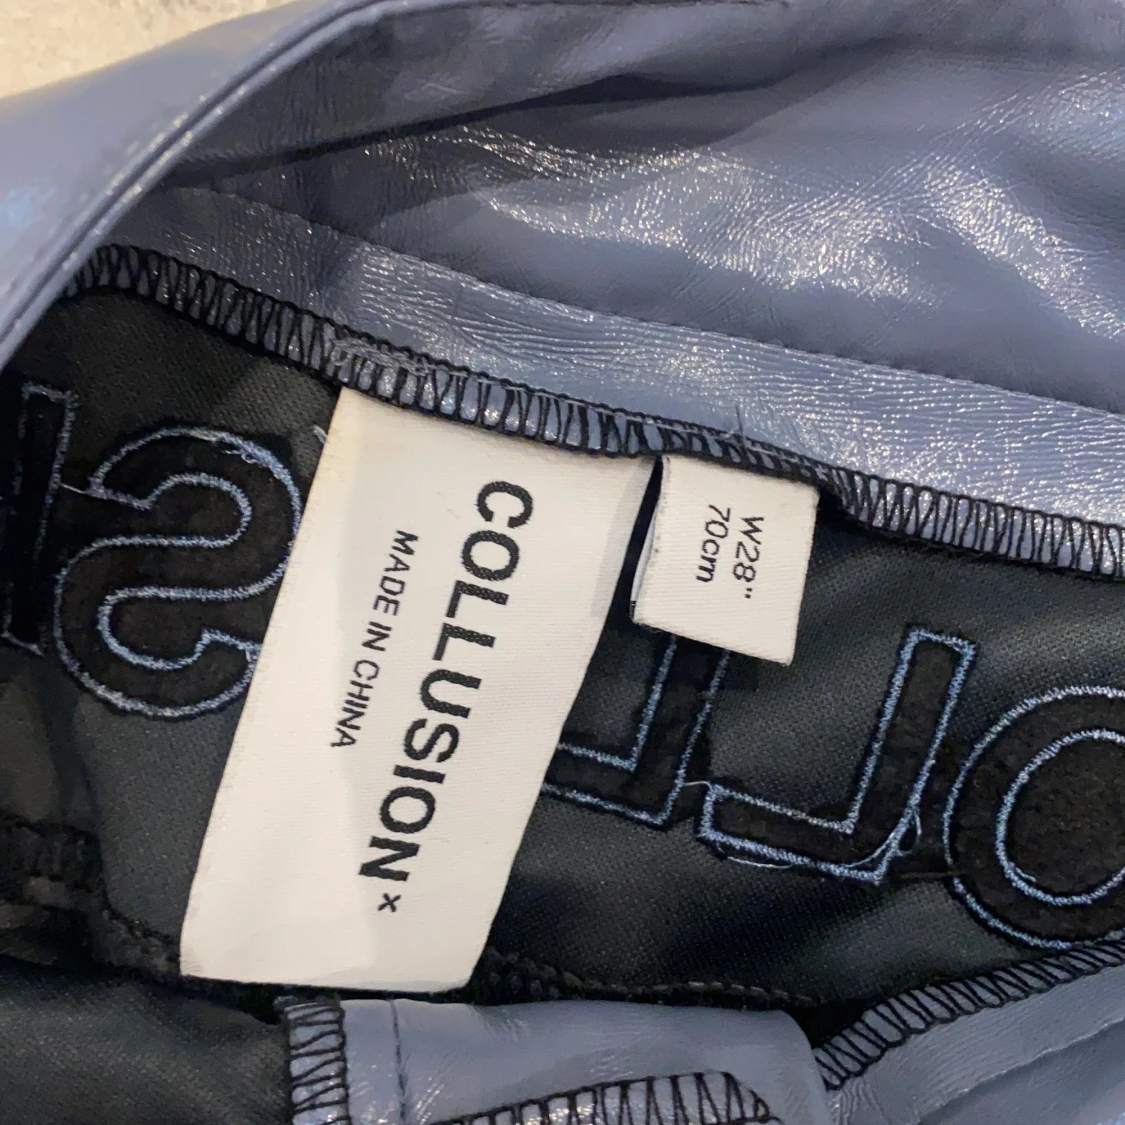 COLLUSION x
MADE IN CHINA
W28"
70cm